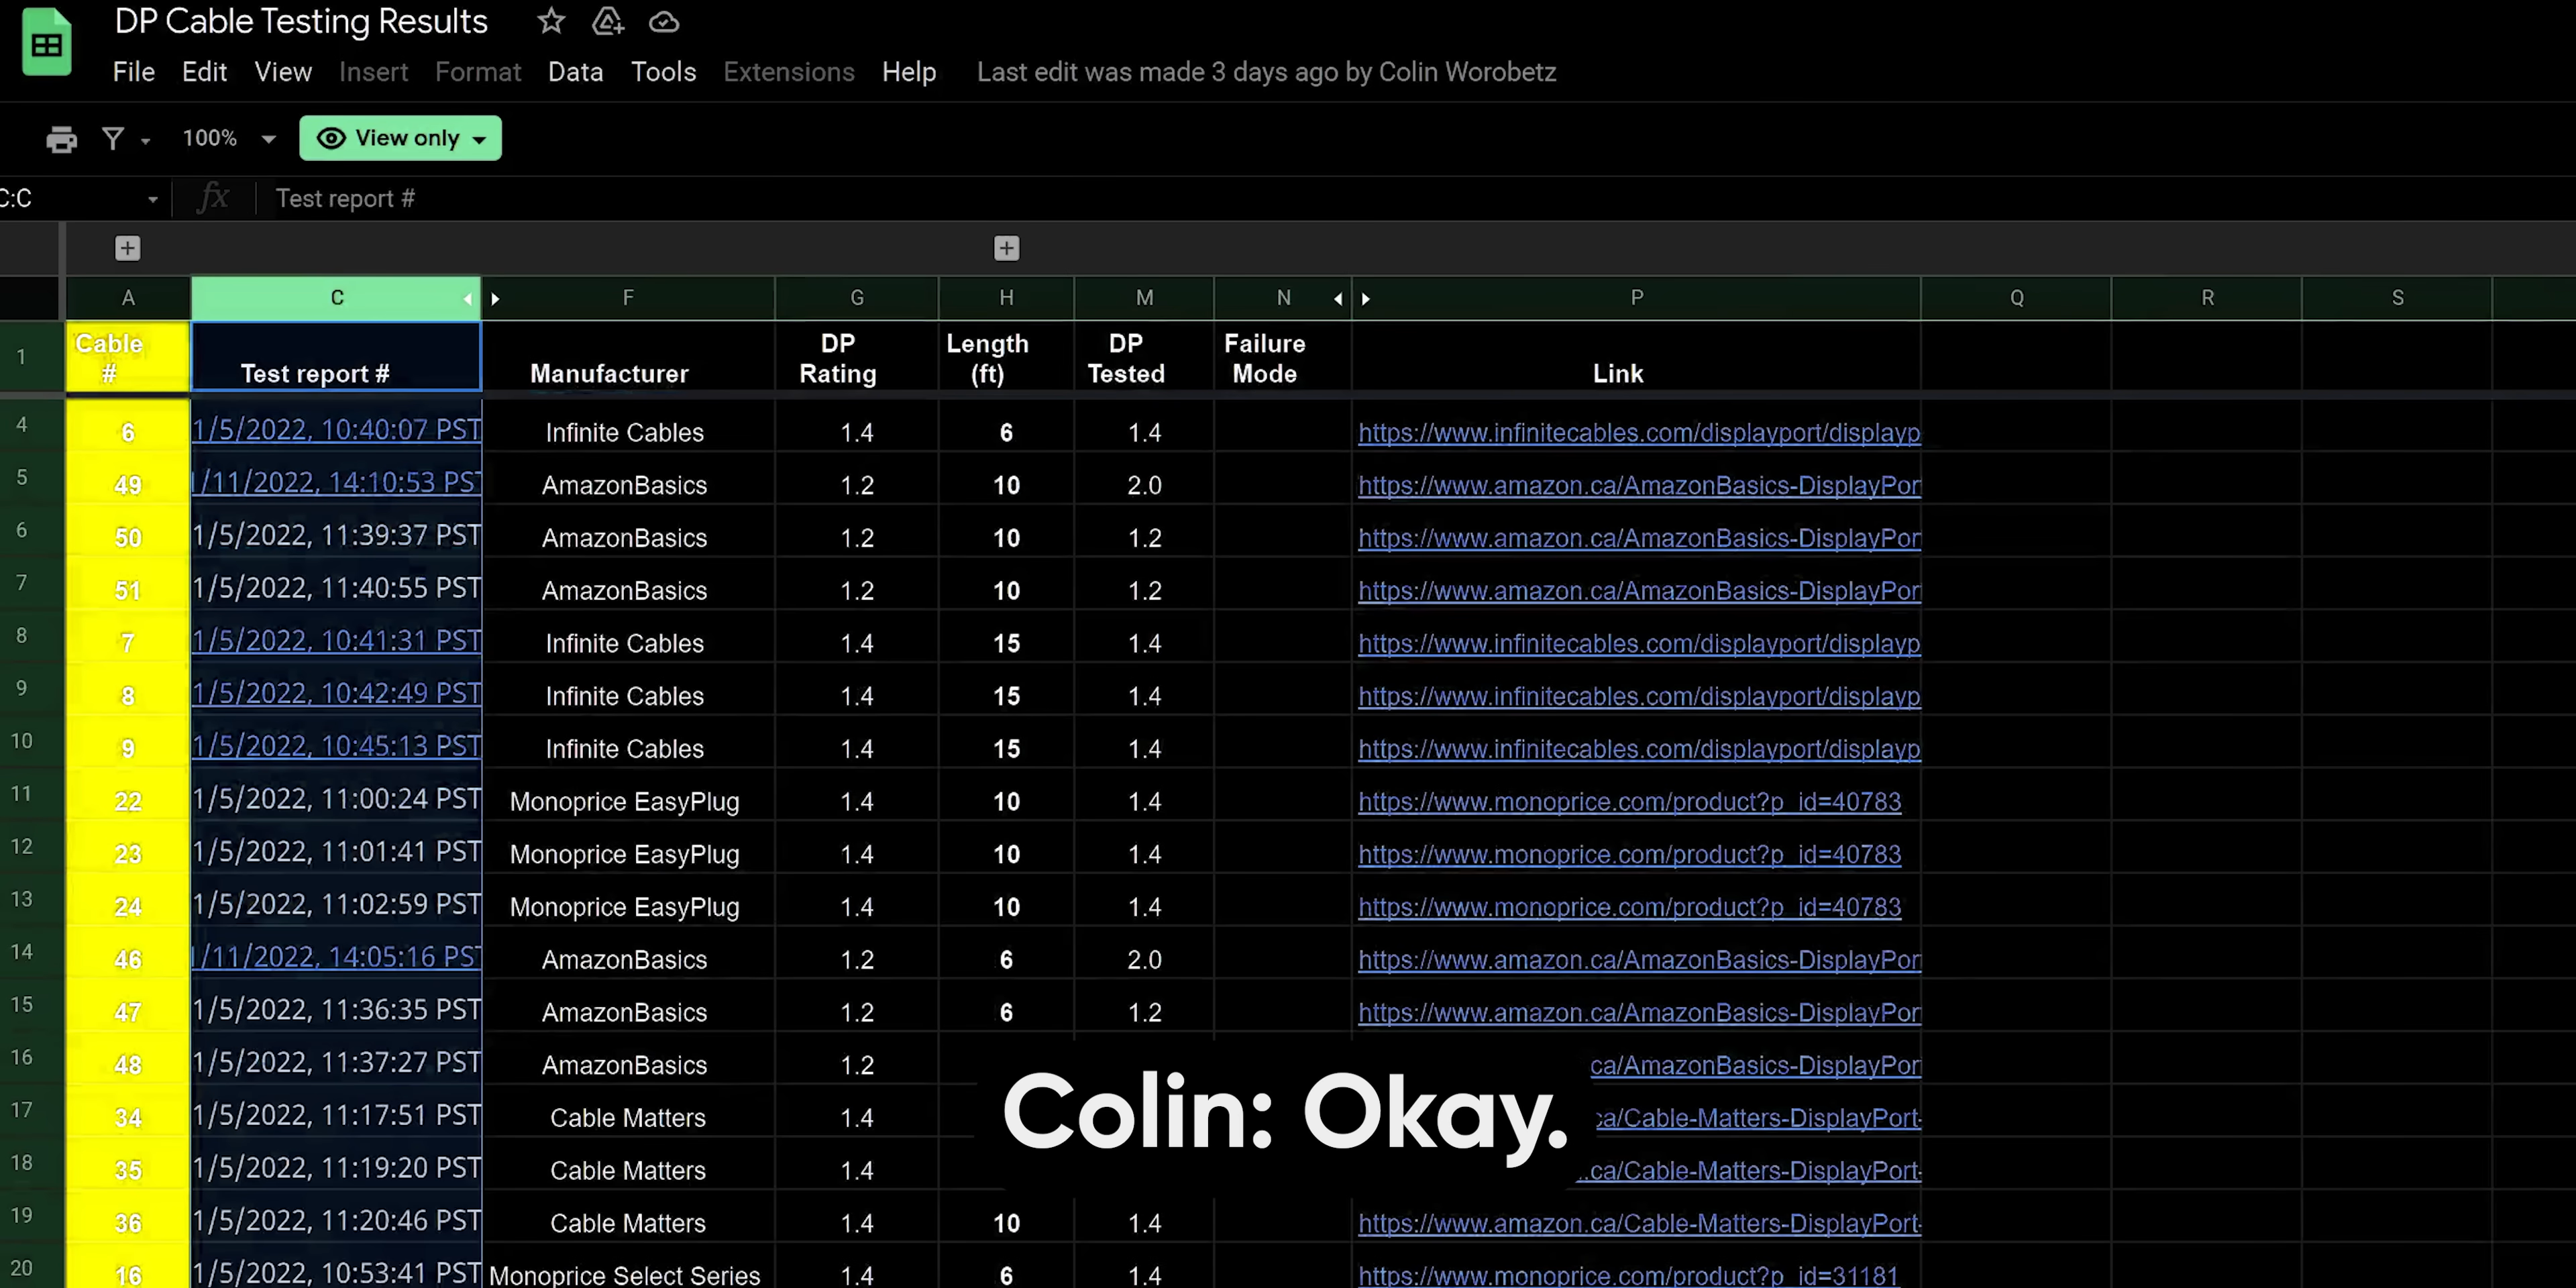 DP Cable Testing Results
File Edit View Insert Format Data Tools Extensions Help Last edit was made 3 days ago by Colin Worobetz
100% View only
C:C fx Test report #
A C F G H M N P Q R S
1 Cable # Test report # Manufacturer DP Rating Length (ft) DP Tested Failure Mode Link
4 6 1/5/2022, 10:40:07 PST Infinite Cables 1.4 6 1.4 https://www.infinitecables.com/displayport/displayp
5 49 1/11/2022, 14:10:53 PST AmazonBasics 1.2 10 2.0 https://www.amazon.ca/AmazonBasics-DisplayPor
6 50 1/5/2022, 11:39:37 PST AmazonBasics 1.2 10 1.2 https://www.amazon.ca/AmazonBasics-DisplayPor
7 51 1/5/2022, 11:40:55 PST AmazonBasics 1.2 10 1.2 https://www.amazon.ca/AmazonBasics-DisplayPor
8 7 1/5/2022, 10:41:31 PST Infinite Cables 1.4 15 1.4 https://www.infinitecables.com/displayport/displayp
9 8 1/5/2022, 10:42:49 PST Infinite Cables 1.4 15 1.4 https://www.infinitecables.com/displayport/displayp
10 9 1/5/2022, 10:45:13 PST Infinite Cables 1.4 15 1.4 https://www.infinitecables.com/displayport/displayp
11 22 1/5/2022, 11:00:24 PST Monoprice EasyPlug 1.4 10 1.4 https://www.monoprice.com/product?p_id=40783
12 23 1/5/2022, 11:01:41 PST Monoprice EasyPlug 1.4 10 1.4 https://www.monoprice.com/product?p_id=40783
13 24 1/5/2022, 11:02:59 PST Monoprice EasyPlug 1.4 10 1.4 https://www.monoprice.com/product?p_id=40783
14 46 1/11/2022, 14:05:16 PST AmazonBasics 1.2 6 2.0 https://www.amazon.ca/AmazonBasics-DisplayPor
15 47 1/5/2022, 11:36:35 PST AmazonBasics 1.2 6 1.2 https://www.amazon.ca/AmazonBasics-DisplayPor
16 48 1/5/2022, 11:37:27 PST AmazonBasics 1.2 ca/AmazonBasics-DisplayPor
17 34 1/5/2022, 11:17:51 PST Cable Matters 1.4 ca/Cable-Matters-DisplayPort-
18 35 1/5/2022, 11:19:20 PST Cable Matters 1.4 .ca/Cable-Matters-DisplayPort-
Colin: Okay.
19 36 1/5/2022, 11:20:46 PST Cable Matters 1.4 10 1.4 https://www.amazon.ca/Cable-Matters-DisplayPort-
20 16 1/5/2022, 10:53:41 PST Monoprice Select Series 1.4 6 1.4 https://www.monoprice.com/product?p_id=31181